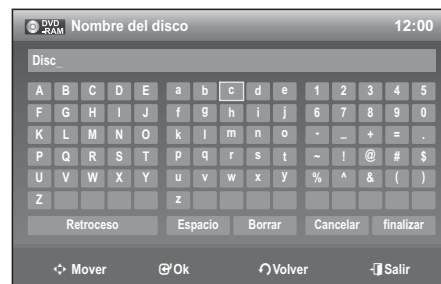 DVD-RAM Nombre del disco 12:00
Disc_
A B C D E a b c d e 1 2 3 4 5
F G H I J f g h i j 6 7 8 9 0
K L M N O k l m n o - _ + = .
P Q R S T p q r s t ~ ! @ # $
U V W X Y u v w x y % ^ & ( )
Z z
Retroceso Espacio Borrar Cancelar finalizar
Mover Ok Volver Salir